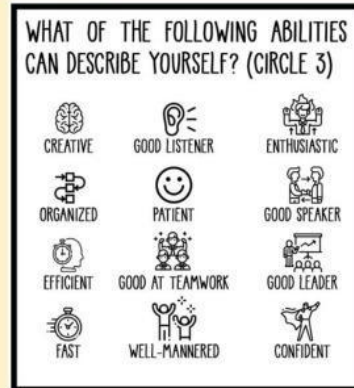 WHAT OF THE FOLLOWING ABILITIES
CAN DESCRIBE YOURSELF? (CIRCLE 3)
CREATIVE GOOD LISTENER ENTHUSIASTIC
ORGANIZED PATIENT GOOD SPEAKER
EFFICIENT GOOD AT TEAMWORK GOOD LEADER
FAST WELL-MANNERED CONFIDENT